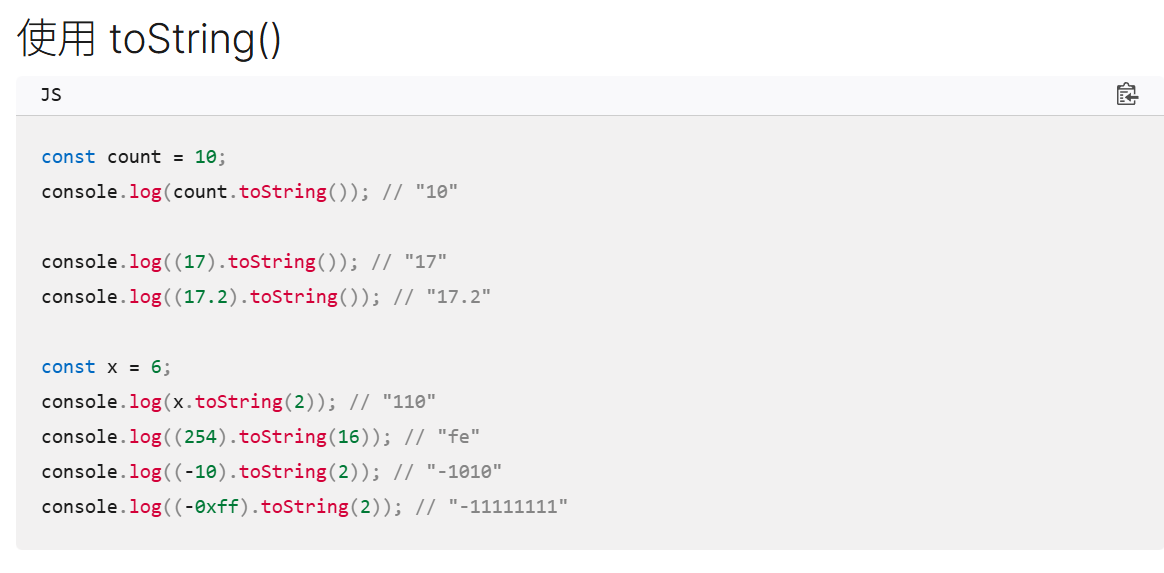 使用 toString()
JS
const count = 10;
console.log(count.toString()); // "10"
console.log((17).toString()); // "17"
console.log((17.2).toString()); // "17.2"
const x = 6;
console.log(x.toString(2)); // "110"
console.log((254).toString(16)); // "fe"
console.log((-10).toString(2)); // "-1010"
console.log((-0xff).toString(2)); // "-11111111"